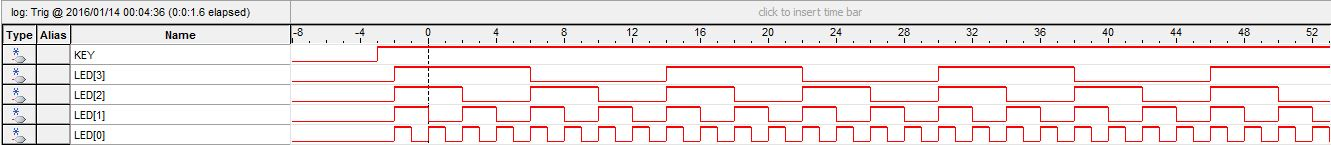 log: Trig @ 2016/01/14 00:04:36 (0:0:1.6 elapsed) click to insert time bar
Type Alias Name -8 -4 0 4 8 12 16 20 24 28 32 36 40 44 48 52
KEY
LED[3]
LED[2]
LED[1]
LED[0]